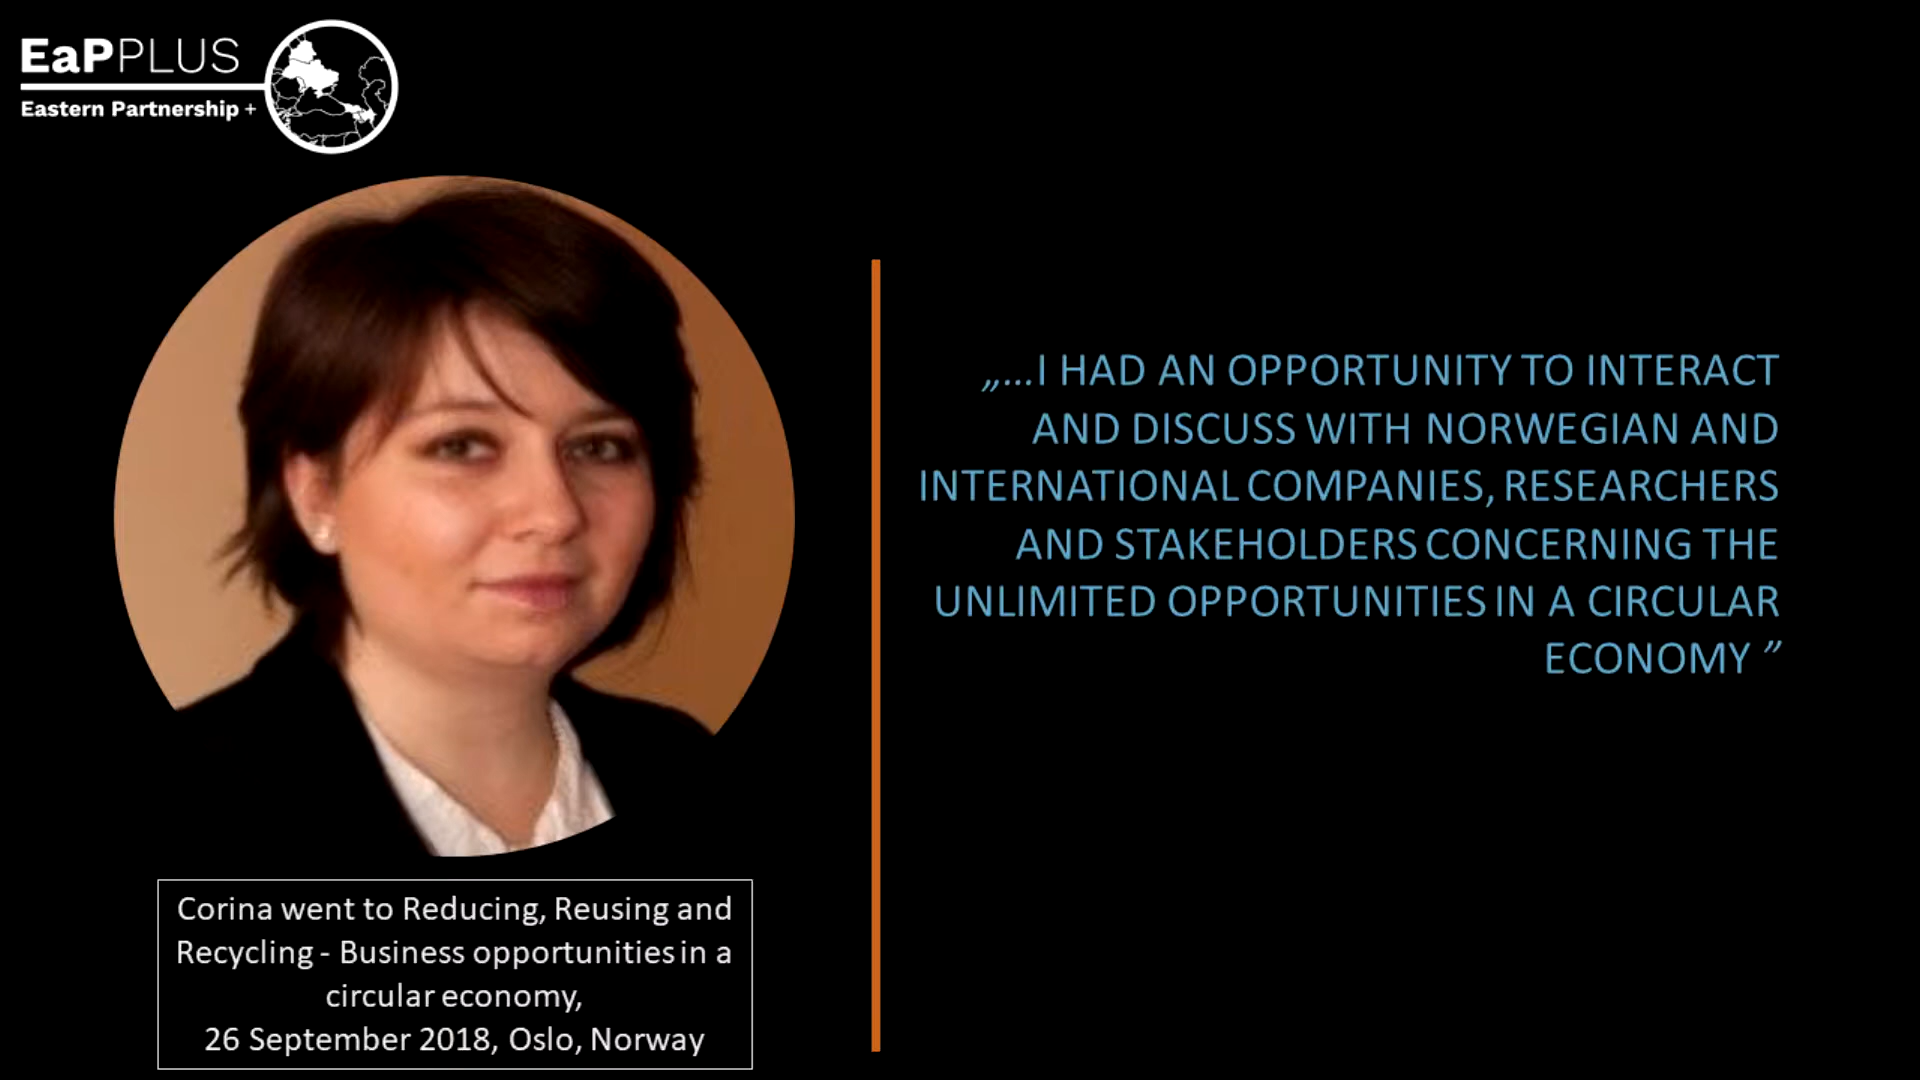 EaPPLUS
Eastern Partnership +
Corina went to Reducing, Reusing and
Recycling - Business opportunities in a
circular economy,
26 September 2018, Oslo, Norway
„...I HAD AN OPPORTUNITY TO INTERACT
AND DISCUSS WITH NORWEGIAN AND
INTERNATIONAL COMPANIES, RESEARCHERS
AND STAKEHOLDERS CONCERNING THE
UNLIMITED OPPORTUNITIES IN A CIRCULAR
ECONOMY ”